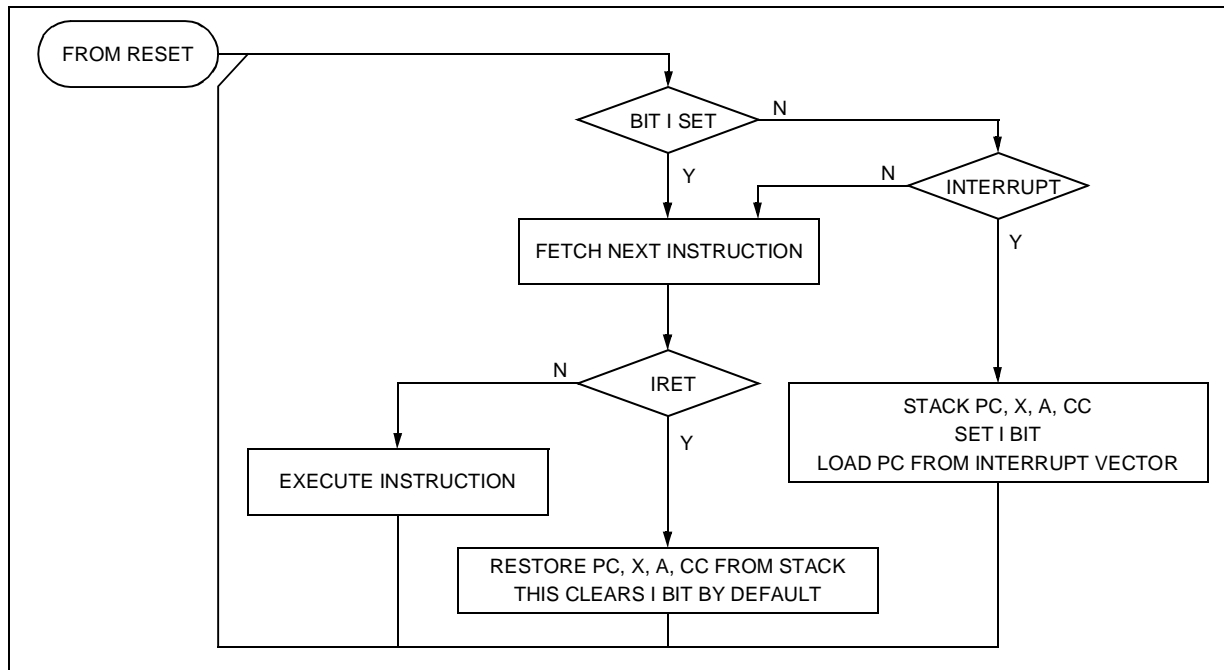 FROM RESET
BIT I SET
N
Y
N
INTERRUPT
FETCH NEXT INSTRUCTION
Y
N
IRET
STACK PC, X, A, CC
SET I BIT
LOAD PC FROM INTERRUPT VECTOR
Y
EXECUTE INSTRUCTION
RESTORE PC, X, A, CC FROM STACK
THIS CLEARS I BIT BY DEFAULT